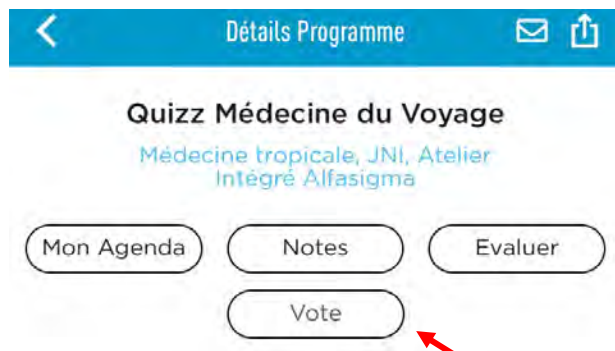 Détails Programme
Quizz Médecine du Voyage
Médecine tropicale, JNI, Atelier
Intégré Alfasigma
Mon Agenda
Notes
Evaluer
Vote